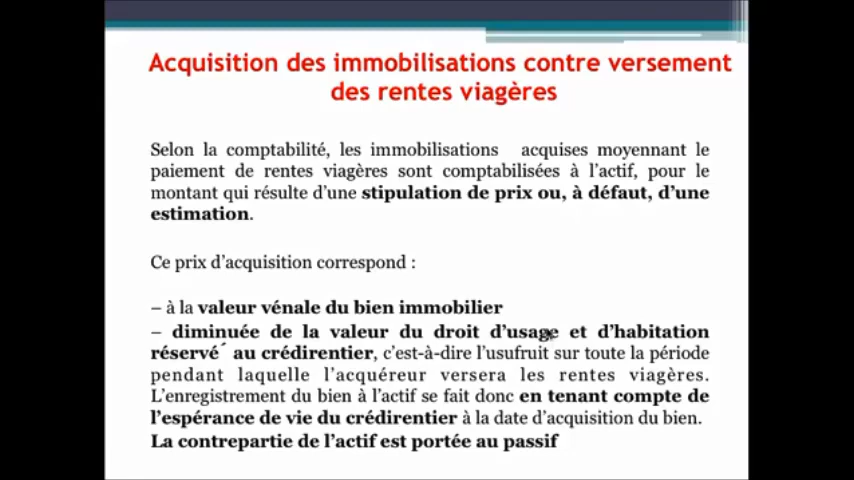 Acquisition des immobilisations contre versement
des rentes viagères
Selon la comptabilité, les immobilisations acquises moyennant le
paiement de rentes viagères sont comptabilisées à l'actif, pour le
montant qui résulte d'une stipulation de prix ou, à défaut, d'une
estimation.
Ce prix d'acquisition correspond :
– à la valeur vénale du bien immobilier
– diminuée de la valeur du droit d'usage et d'habitation
réservé´ au crédirentier, c'est-à-dire l'usufruit sur toute la période
pendant laquelle l'acquéreur versera les rentes viagères.
L'enregistrement du bien à l'actif se fait donc en tenant compte de
l'espérance de vie du crédirentier à la date d'acquisition du bien.
La contrepartie de l'actif est portée au passif